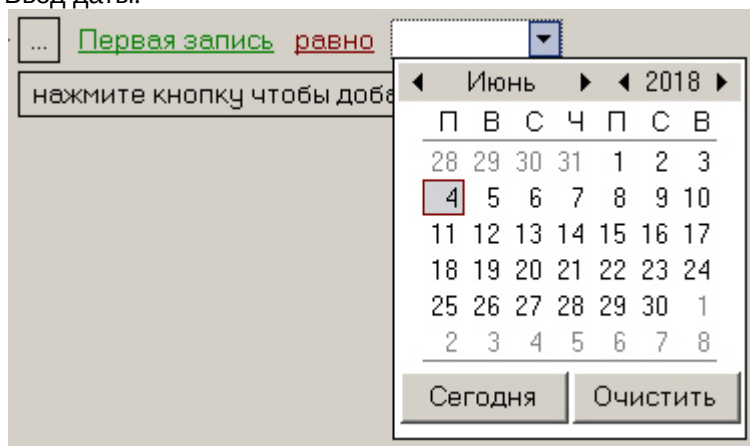 Ввод даты.
... Первая запись равно
нажмите кнопку чтобы доба
Июнь 2018
П В С Ч П С В
28 29 30 31 1 2 3
4 5 6 7 8 9 10
11 12 13 14 15 16 17
18 19 20 21 22 23 24
25 26 27 28 29 30 1
2 3 4 5 6 7 8
Сегодня Очистить